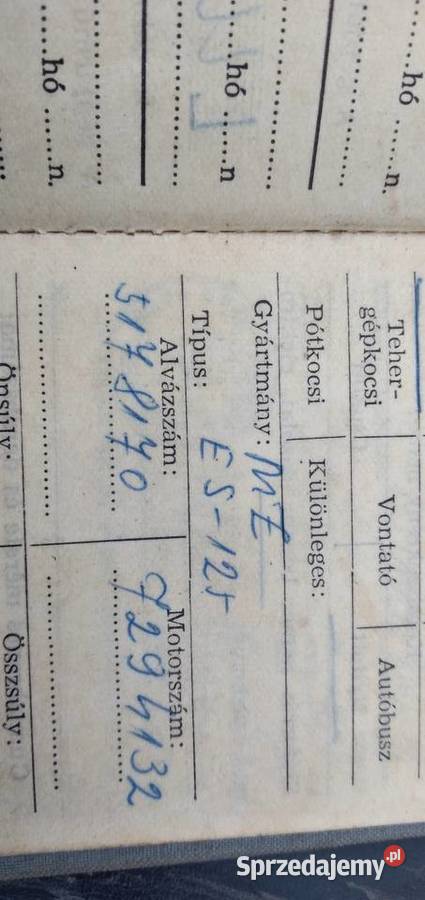 hó ......n.
hó ......n
hó ......n.
Teher-
gépkocsi Vontató Autóbusz
Pótkocsi Különleges:
Gyártmány: MZ
Típus: ES-125
Alvázszám: Motorszám:
5178170 7294132
Önsúly: Összsúly:
Sprzedajemy.pl